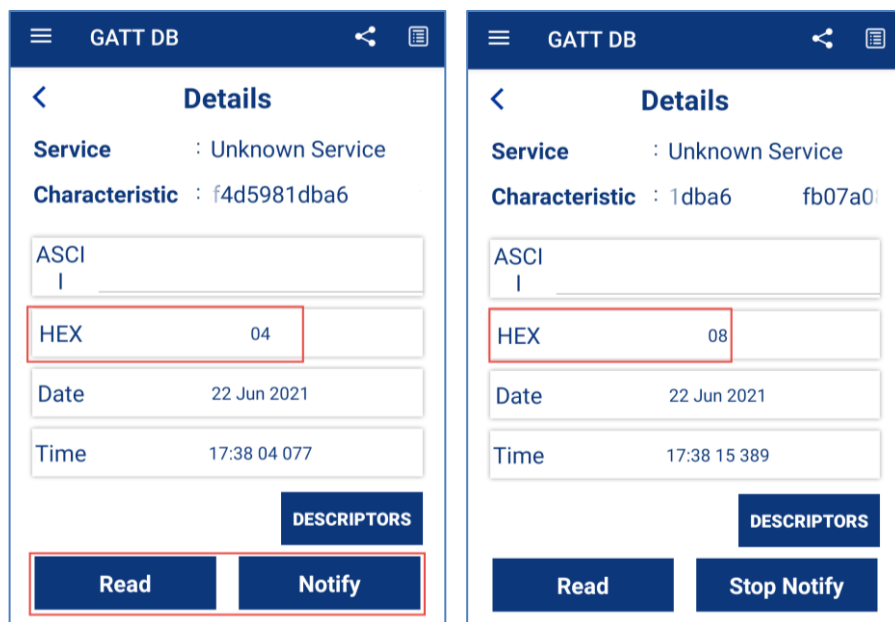 GATT DB
Details
Service : Unknown Service
Characteristic : f4d5981dba6
ASCI
I
HEX 04
Date 22 Jun 2021
Time 17:38 04 077
DESCRIPTORS
Read Notify
GATT DB
Details
Service : Unknown Service
Characteristic : 1dba6 fb07a0
ASCI
I
HEX 08
Date 22 Jun 2021
Time 17:38 15 389
DESCRIPTORS
Read Stop Notify